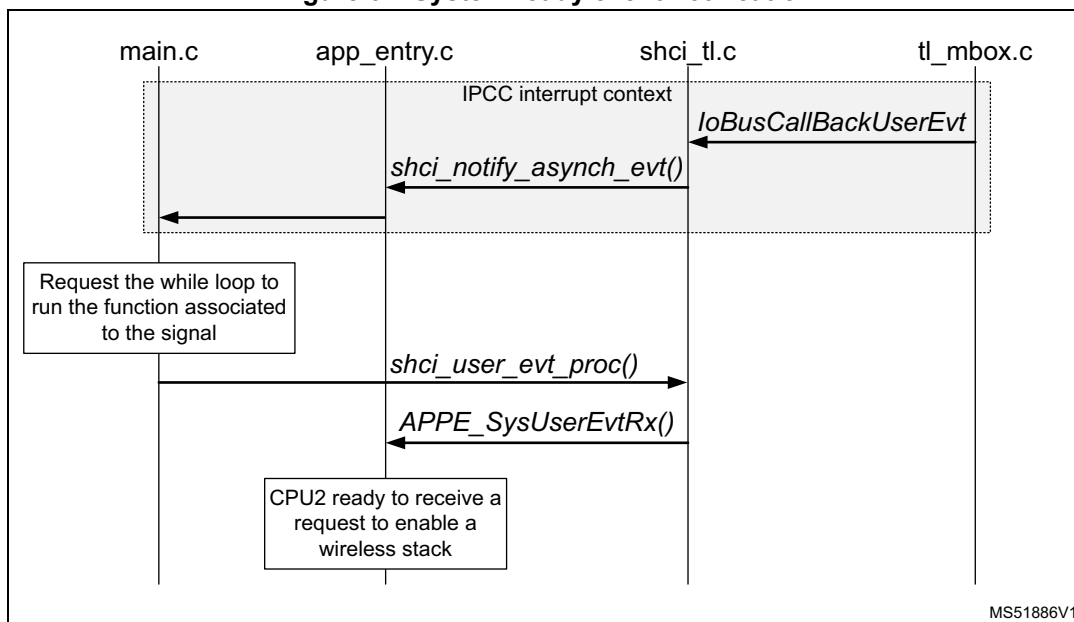 main.c app_entry.c shci_tl.c tl_mbox.c
IPCC interrupt context
IoBusCallBackUserEvt
shci_notify_asynch_evt()
Request the while loop to
run the function associated
to the signal
shci_user_evt_proc()
APPE_SysUserEvtRx()
CPU2 ready to receive a
request to enable a
wireless stack
MS51886V1